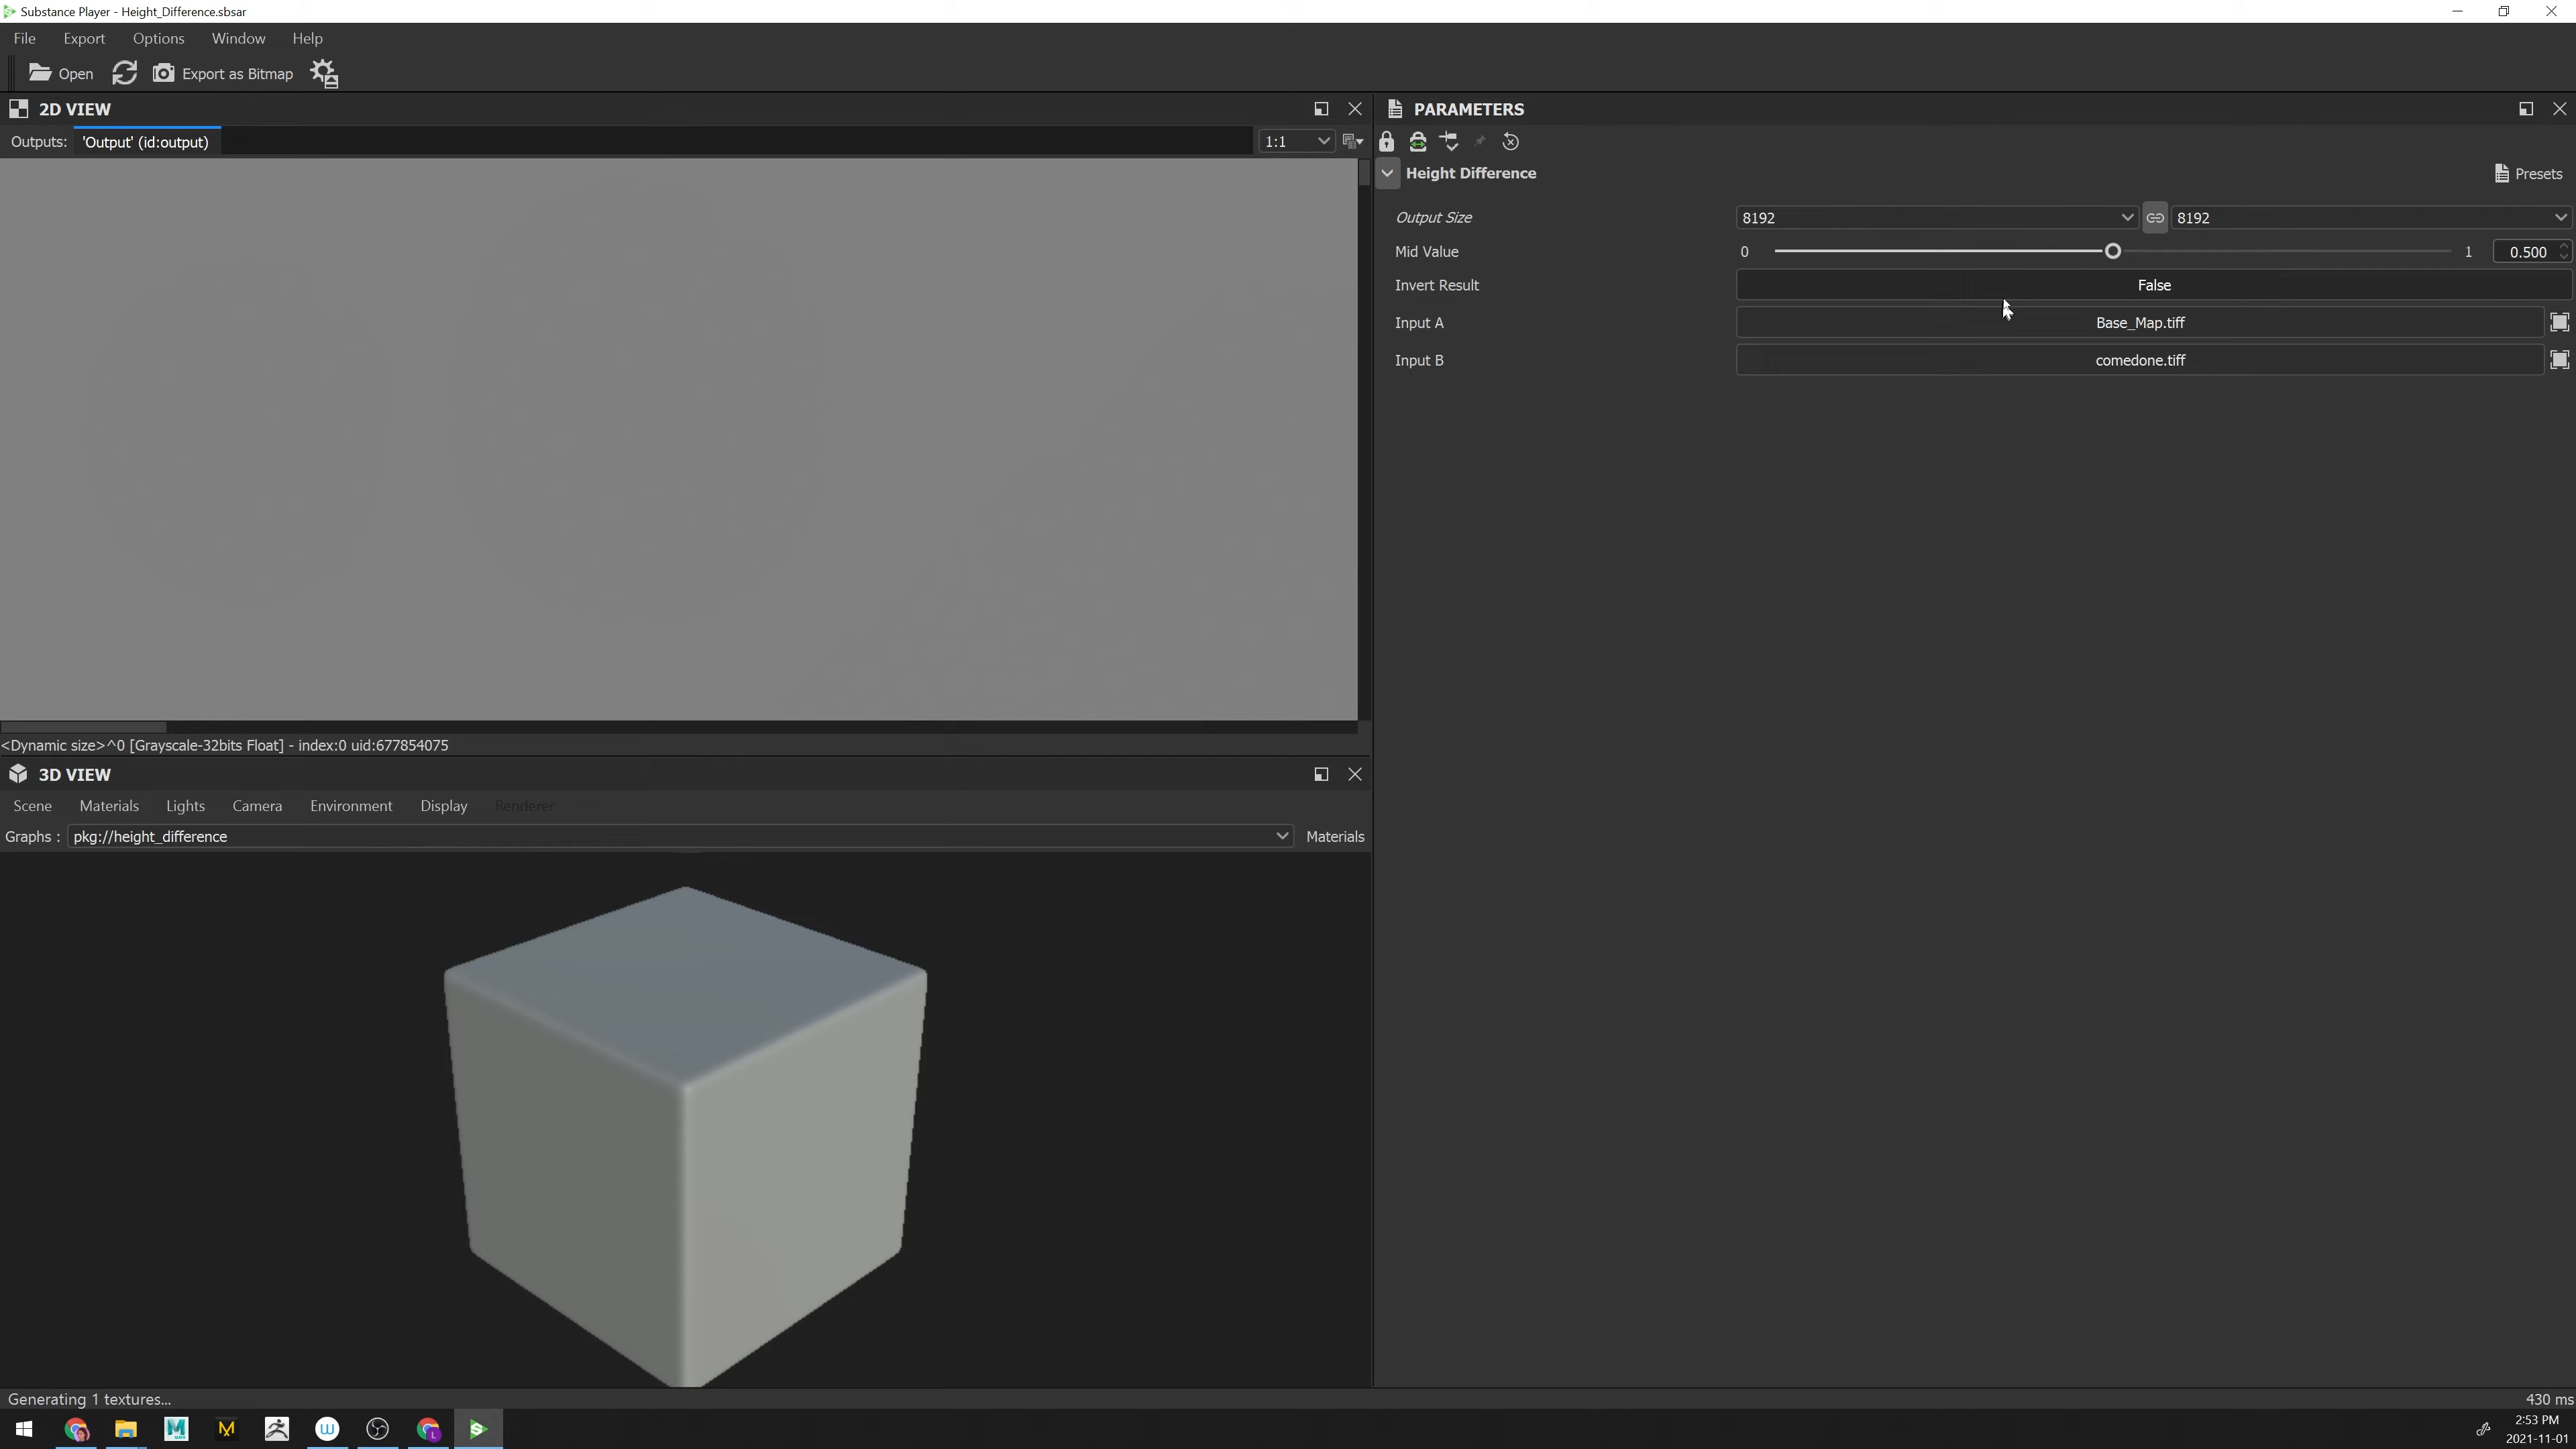 Substance Player - Height_Difference.sbsar
File Export Options Window Help
Open Export as Bitmap
2D VIEW
Outputs: 'Output' (id:output) 1:1
<Dynamic size>^0 [Grayscale-32bits Float] - index:0 uid:677854075
3D VIEW
Scene Materials Lights Camera Environment Display Renderer
Graphs : pkg://height_difference Materials
PARAMETERS
Height Difference Presets
Output Size 8192 8192
Mid Value 0 1 0.500
Invert Result False
Input A Base_Map.tiff
Input B comedone.tiff
Generating 1 textures... 430 ms
2:53 PM
2021-11-01